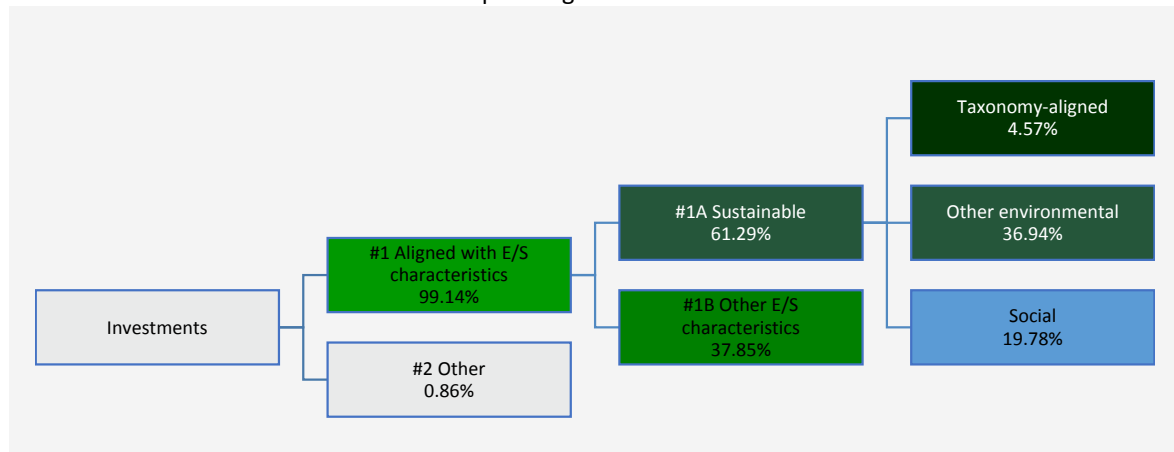 Taxonomy-aligned
4.57%
#1A Sustainable
61.29%
Other environmental
36.94%
#1 Aligned with E/S
characteristics
99.14%
Investments
#1B Other E/S
characteristics
37.85%
Social
19.78%
#2 Other
0.86%